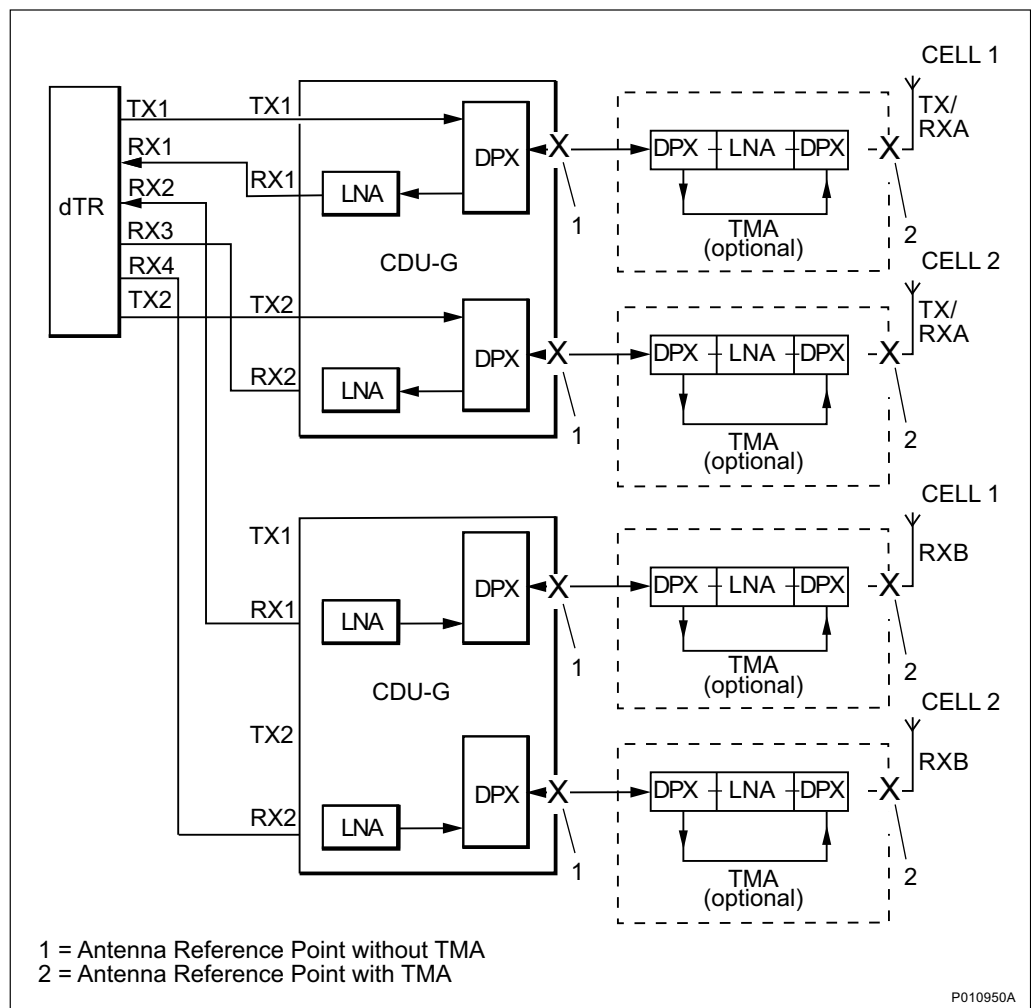 CELL 1
TX/
RXA
TX1
TX1
DPX
DPX
LNA
DPX
RX1
RX1
LNA
RX2
dTR
1
TMA
(optional)
2
RX3
CDU-G
RX4
CELL 2
TX2
TX2
TX/
RXA
DPX
DPX
LNA
DPX
RX2
LNA
1
TMA
(optional)
2
CELL 1
TX1
RXB
DPX
DPX
LNA
DPX
RX1
LNA
1
TMA
(optional)
2
CDU-G
CELL 2
TX2
RXB
DPX
DPX
LNA
DPX
RX2
LNA
1
TMA
(optional)
2
1 = Antenna Reference Point without TMA
2 = Antenna Reference Point with TMA
P010950A